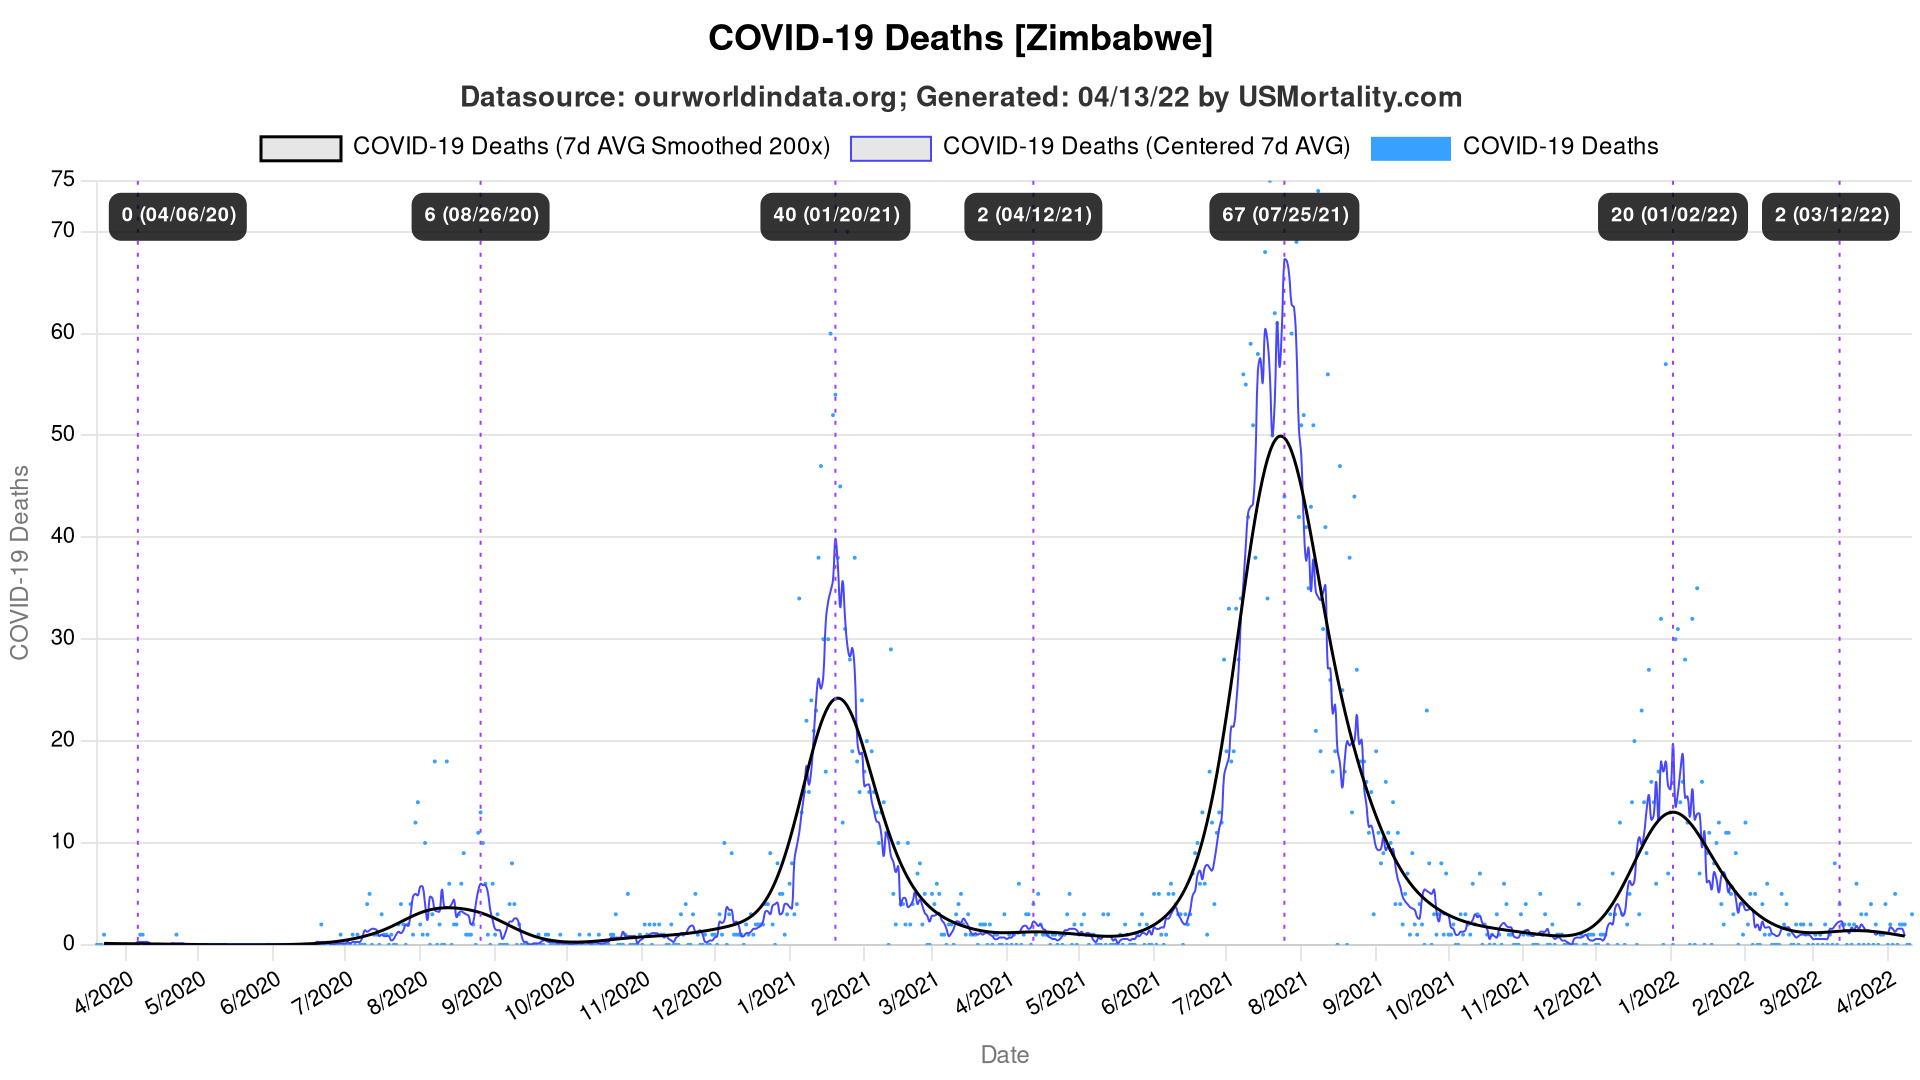 COVID-19 Deaths [Zimbabwe]
Datasource: ourworldindata.org; Generated: 04/13/22 by USMortality.com
COVID-19 Deaths (7d AVG Smoothed 200x) COVID-19 Deaths (Centered 7d AVG) COVID-19 Deaths
0 (04/06/20) 6 (08/26/20) 40 (01/20/21) 2 (04/12/21) 67 (07/25/21) 20 (01/02/22) 2 (03/12/22)
75
70
60
50
40
30
20
10
0
COVID-19 Deaths
4/2020 5/2020 6/2020 7/2020 8/2020 9/2020 10/2020 11/2020 12/2020 1/2021 2/2021 3/2021 4/2021 5/2021 6/2021 7/2021 8/2021 9/2021 10/2021 11/2021 12/2021 1/2022 2/2022 3/2022 4/2022
Date